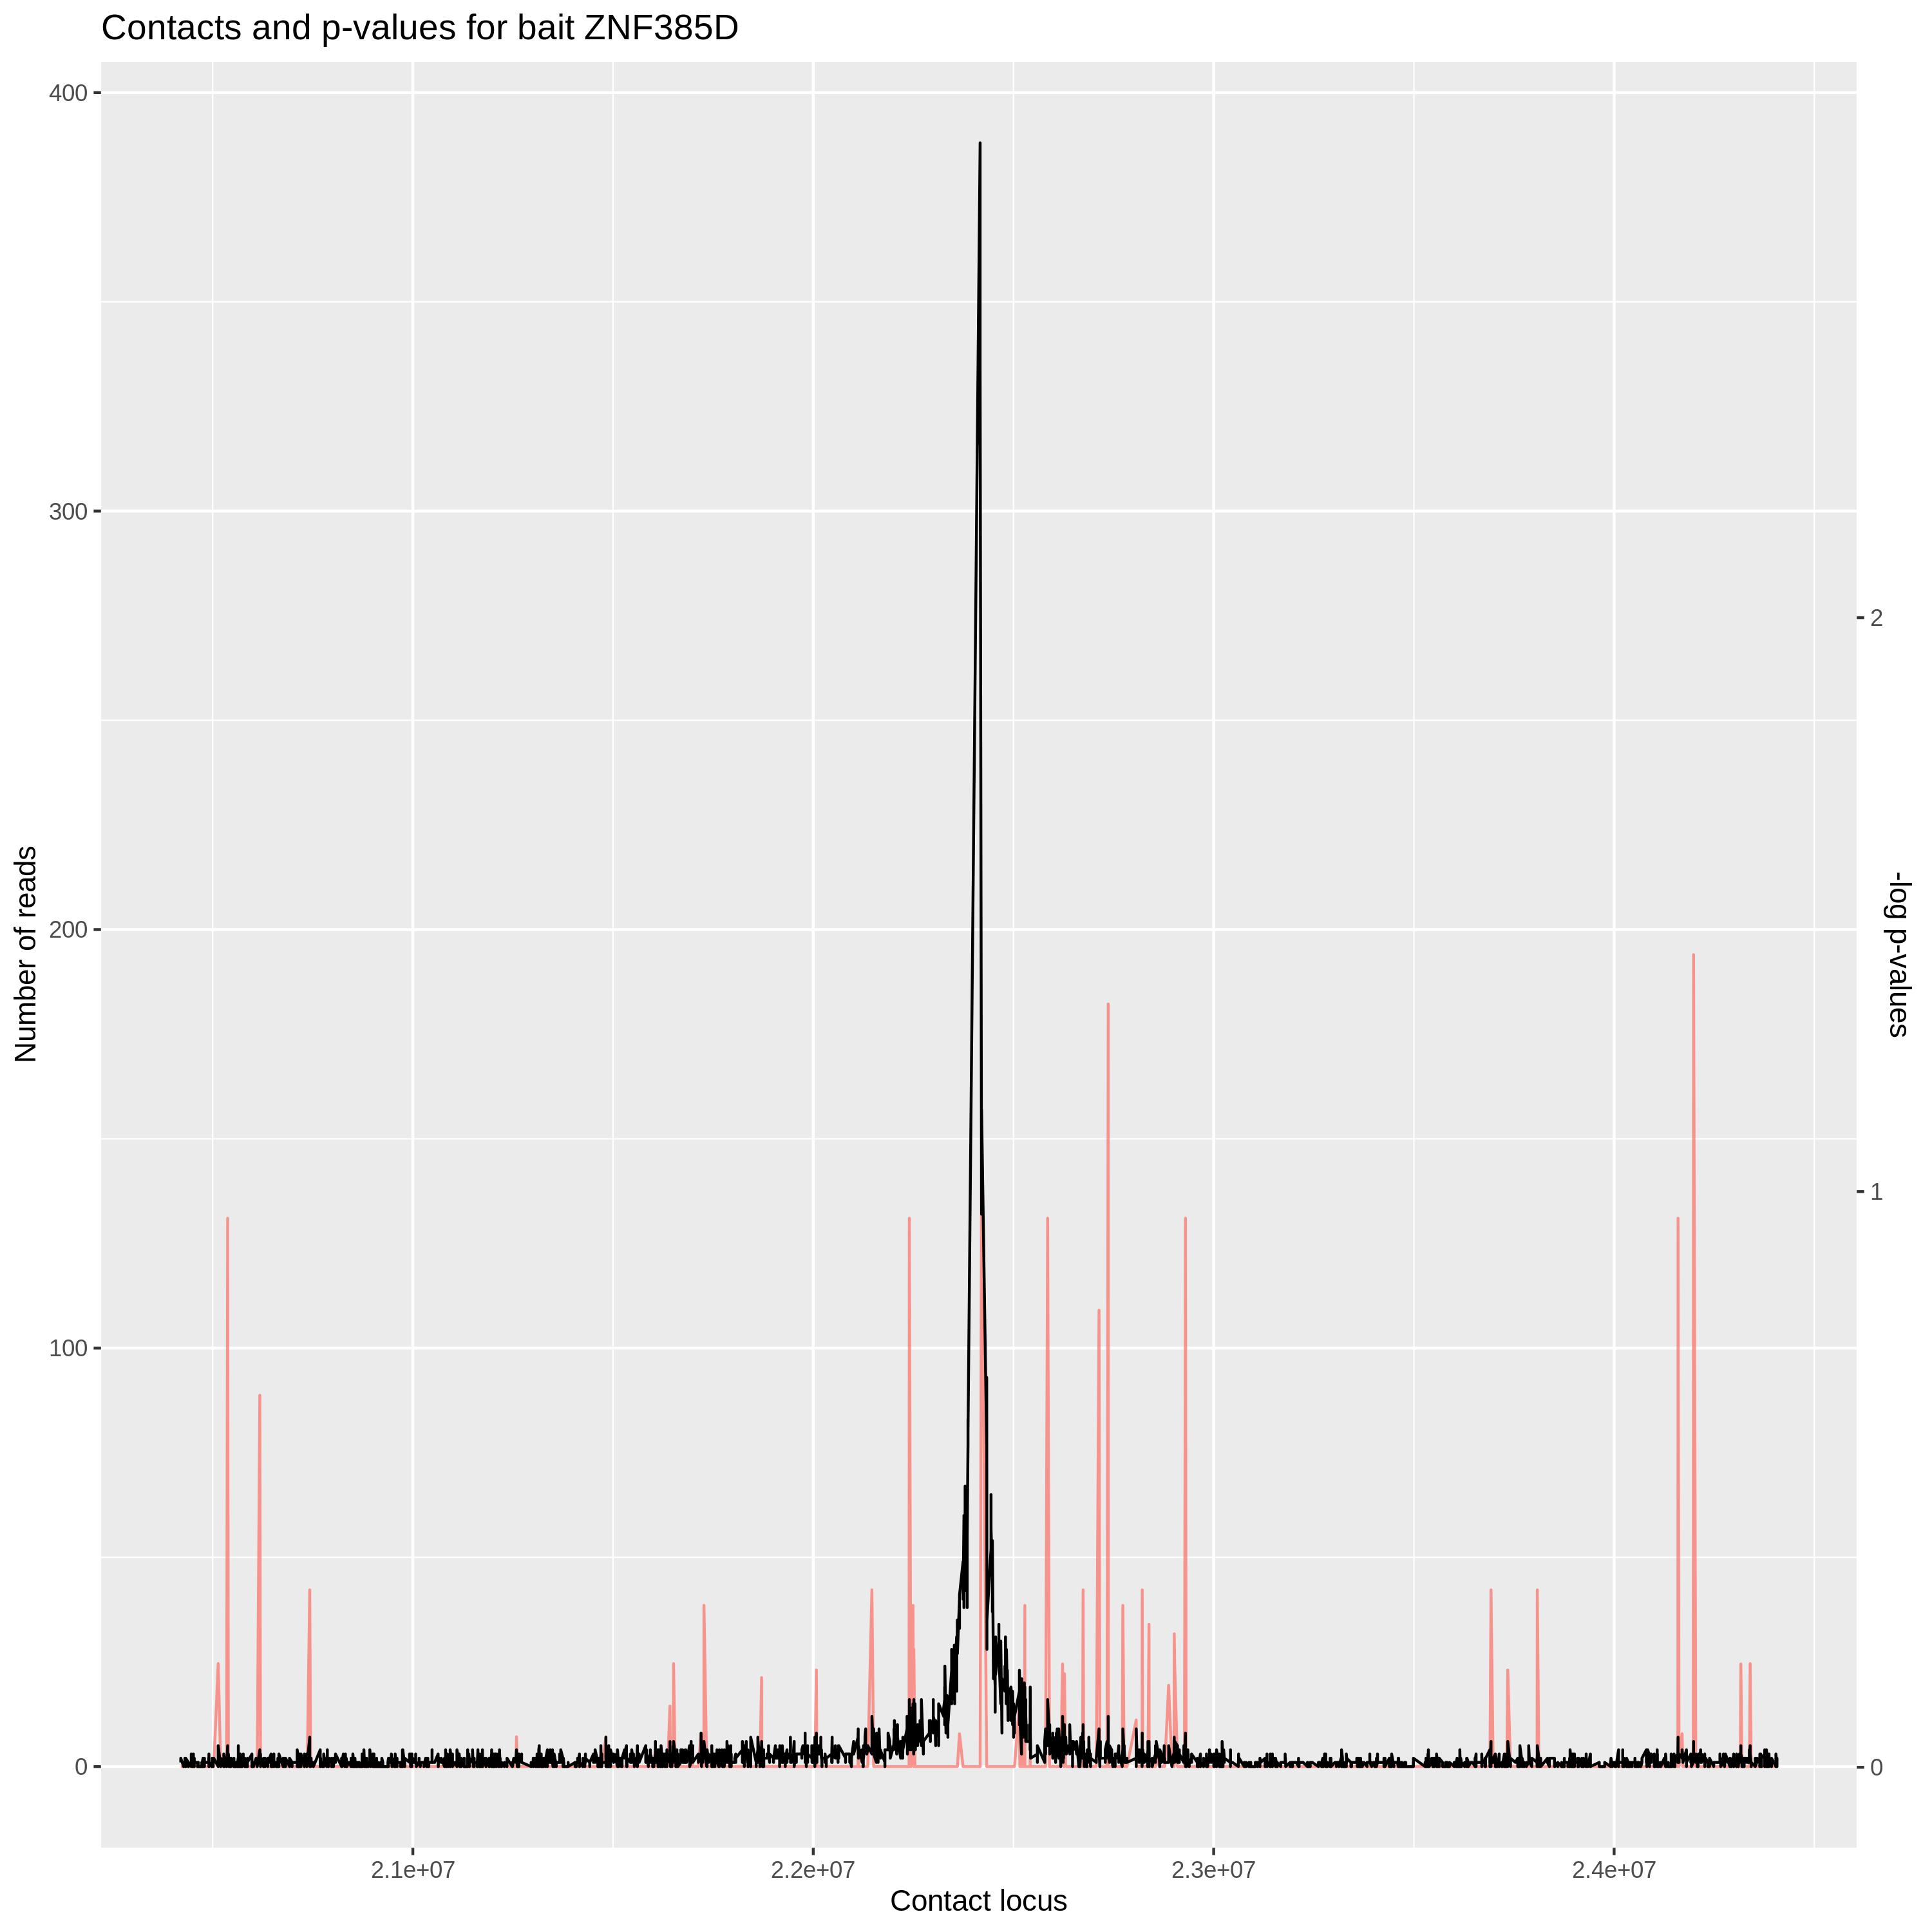 Contacts and p-values for bait ZNF385D
400
300
200
100
0
Number of reads
2
1
0
-log p-values
2.1e+07
2.2e+07
2.3e+07
2.4e+07
Contact locus